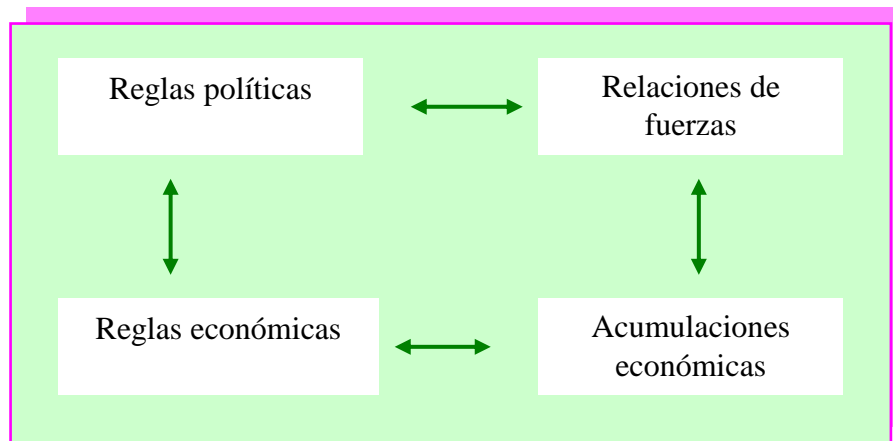 Reglas políticas
Relaciones de
fuerzas
Reglas económicas
Acumulaciones
económicas